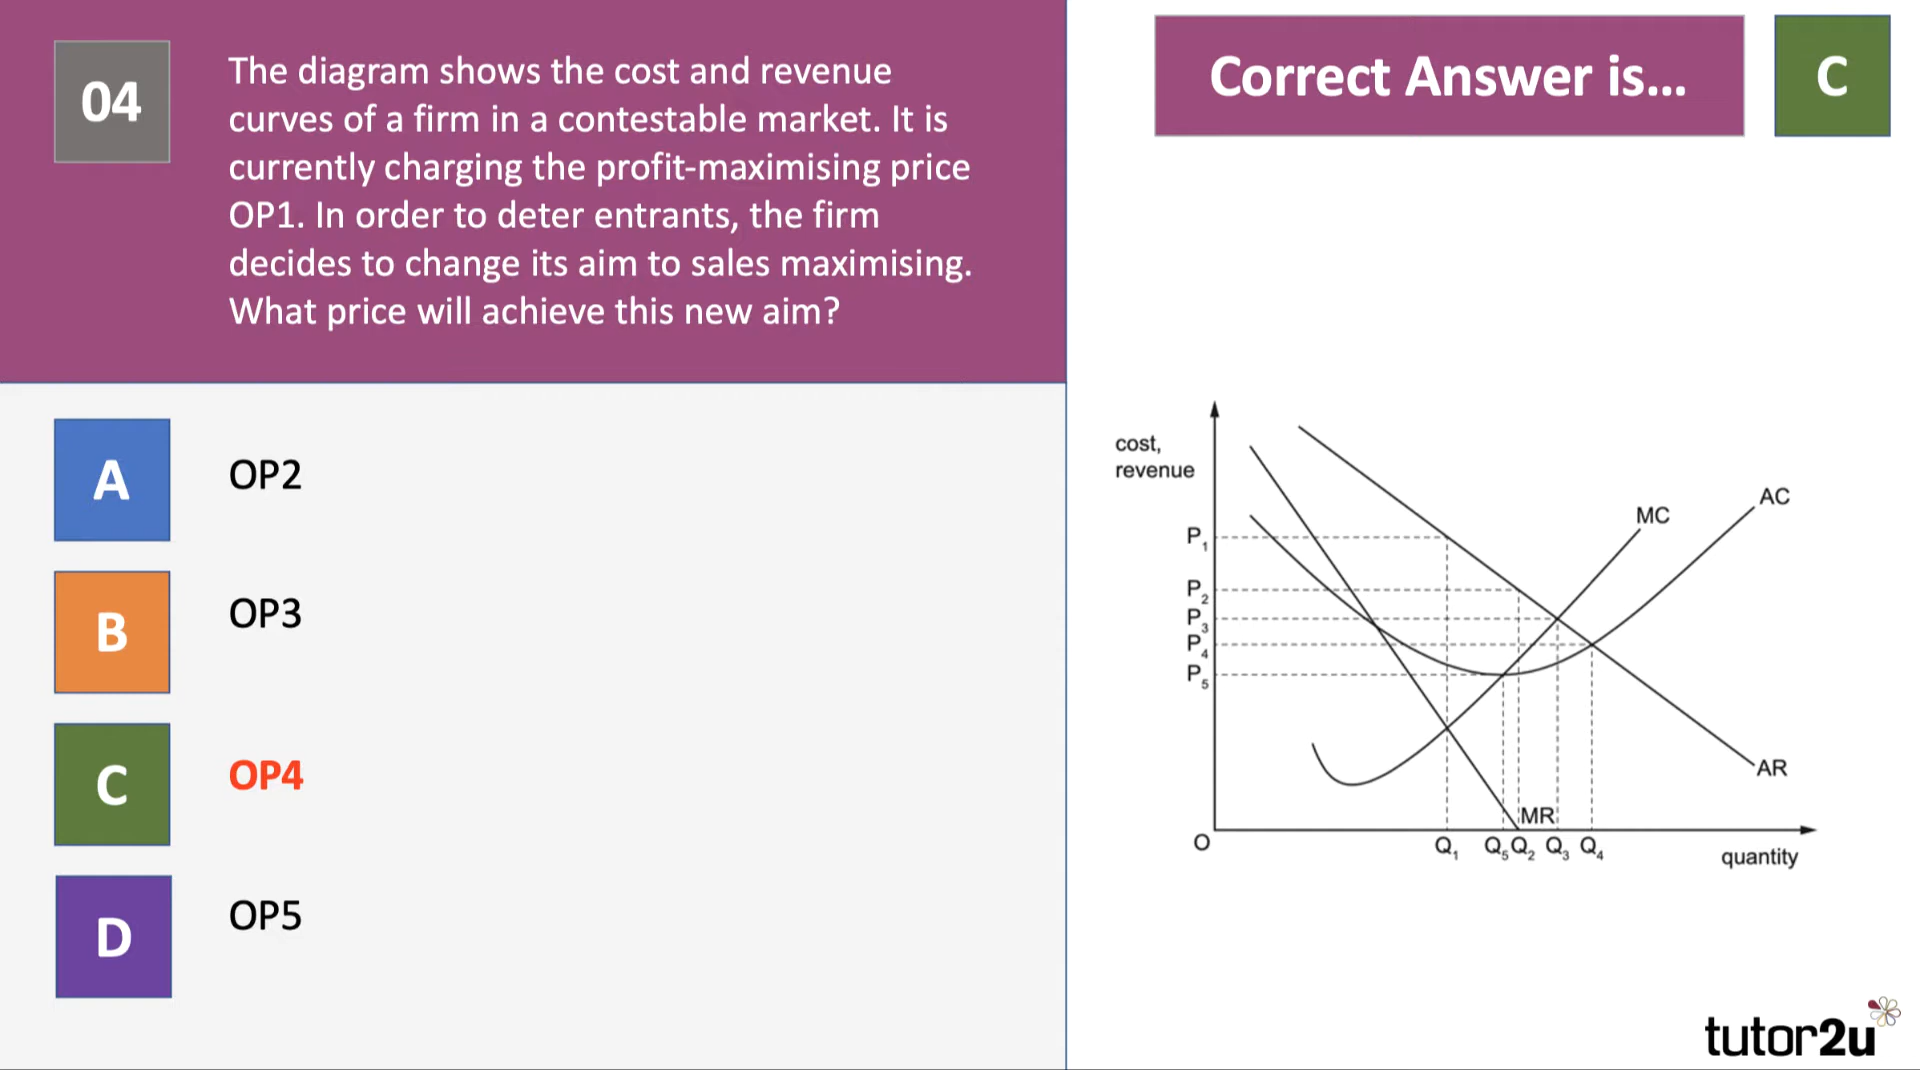 04
The diagram shows the cost and revenue
curves of a firm in a contestable market. It is
currently charging the profit-maximising price
OP1. In order to deter entrants, the firm
decides to change its aim to sales maximising.
What price will achieve this new aim?
A
OP2
B
OP3
C
OP4
D
OP5
Correct Answer is...
C
cost,
revenue
P₁
P₂
P₃
P₄
P₅
MC
AC
AR
MR
O
Q₁ Q₅ Q₂ Q₃ Q₄
quantity
tutor2u